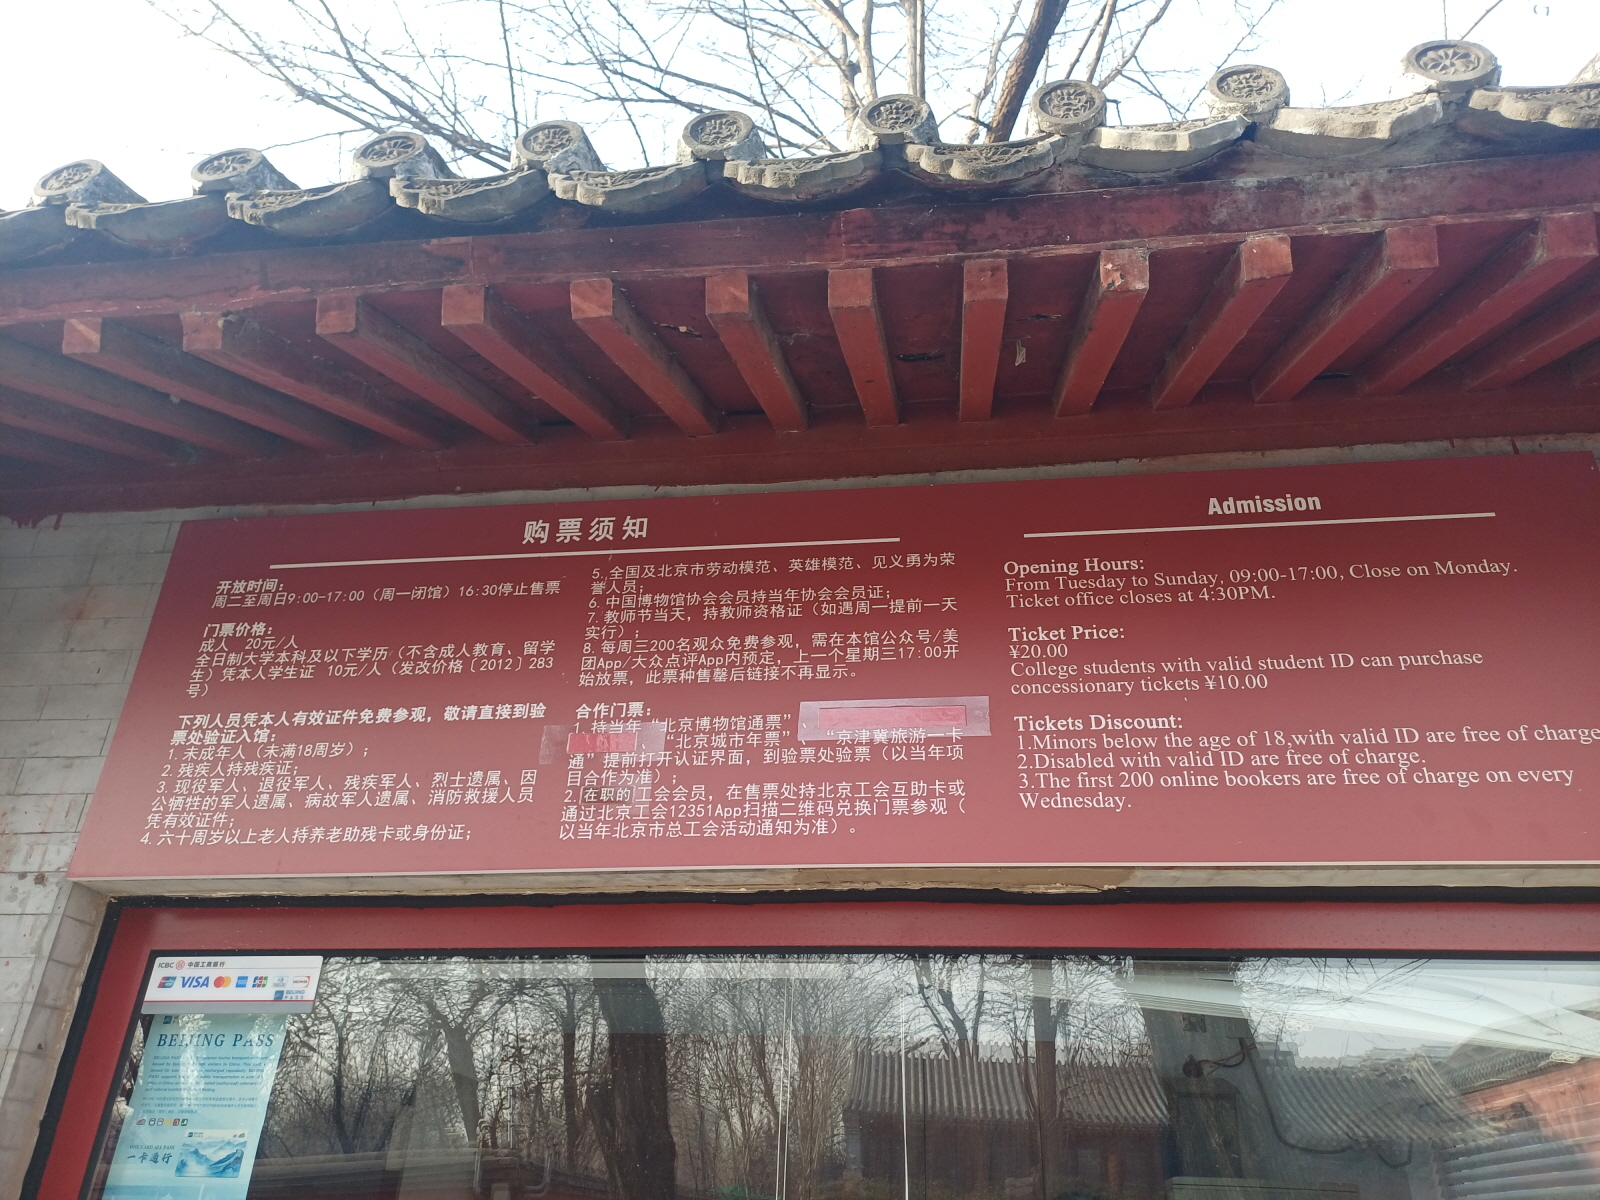 购票须知
开放时间：
周二至周日9:00-17:00（周一闭馆）16:30停止售票
门票价格：
成人 20元/人
全日制大学本科及以下学历（不含成人教育、留学
生）凭本人学生证 10元/人（发改价格〔2012〕283
号）
下列人员凭本人有效证件免费参观，敬请直接到验
票处验证入馆：
1. 未成年人（未满18周岁）；
2. 残疾人持残疾证；
3. 现役军人、退役军人、残疾军人、烈士遗属、因
公牺牲的军人遗属、病故军人遗属、消防救援人员
凭有效证件；
4. 六十周岁以上老人持养老助残卡或身份证；
5. 全国及北京市劳动模范、英雄模范、见义勇为荣
誉人员；
6. 中国博物馆协会会员持当年协会会员证；
7. 教师节当天，持教师资格证（如遇周一提前一天
实行）；
8. 每周三200名观众免费参观，需在本馆公众号/美
团App/大众点评App内预定，上一个星期三17:00开
始放票，此票种售罄后链接不再显示。
合作门票：
1. 持当年“北京博物馆通票”、
、“北京城市年票”、“京津冀旅游一卡
通”提前打开认证界面，到验票处验票（以当年项
目合作为准）；
2. 在职的工会会员，在售票处持北京工会互助卡或
通过北京工会12351App扫描二维码兑换门票参观（
以当年北京市总工会活动通知为准）。
Admission
Opening Hours:
From Tuesday to Sunday, 09:00-17:00, Close on Monday.
Ticket office closes at 4:30PM.
Ticket Price:
¥20.00
College students with valid student ID can purchase
concessionary tickets ¥10.00
Tickets Discount:
1.Minors below the age of 18,with valid ID are free of charge
2.Disabled with valid ID are free of charge.
3.The first 200 online bookers are free of charge on every
Wednesday.
ICBC 中国工商银行
VISA
BEIJING PASS
一卡通行